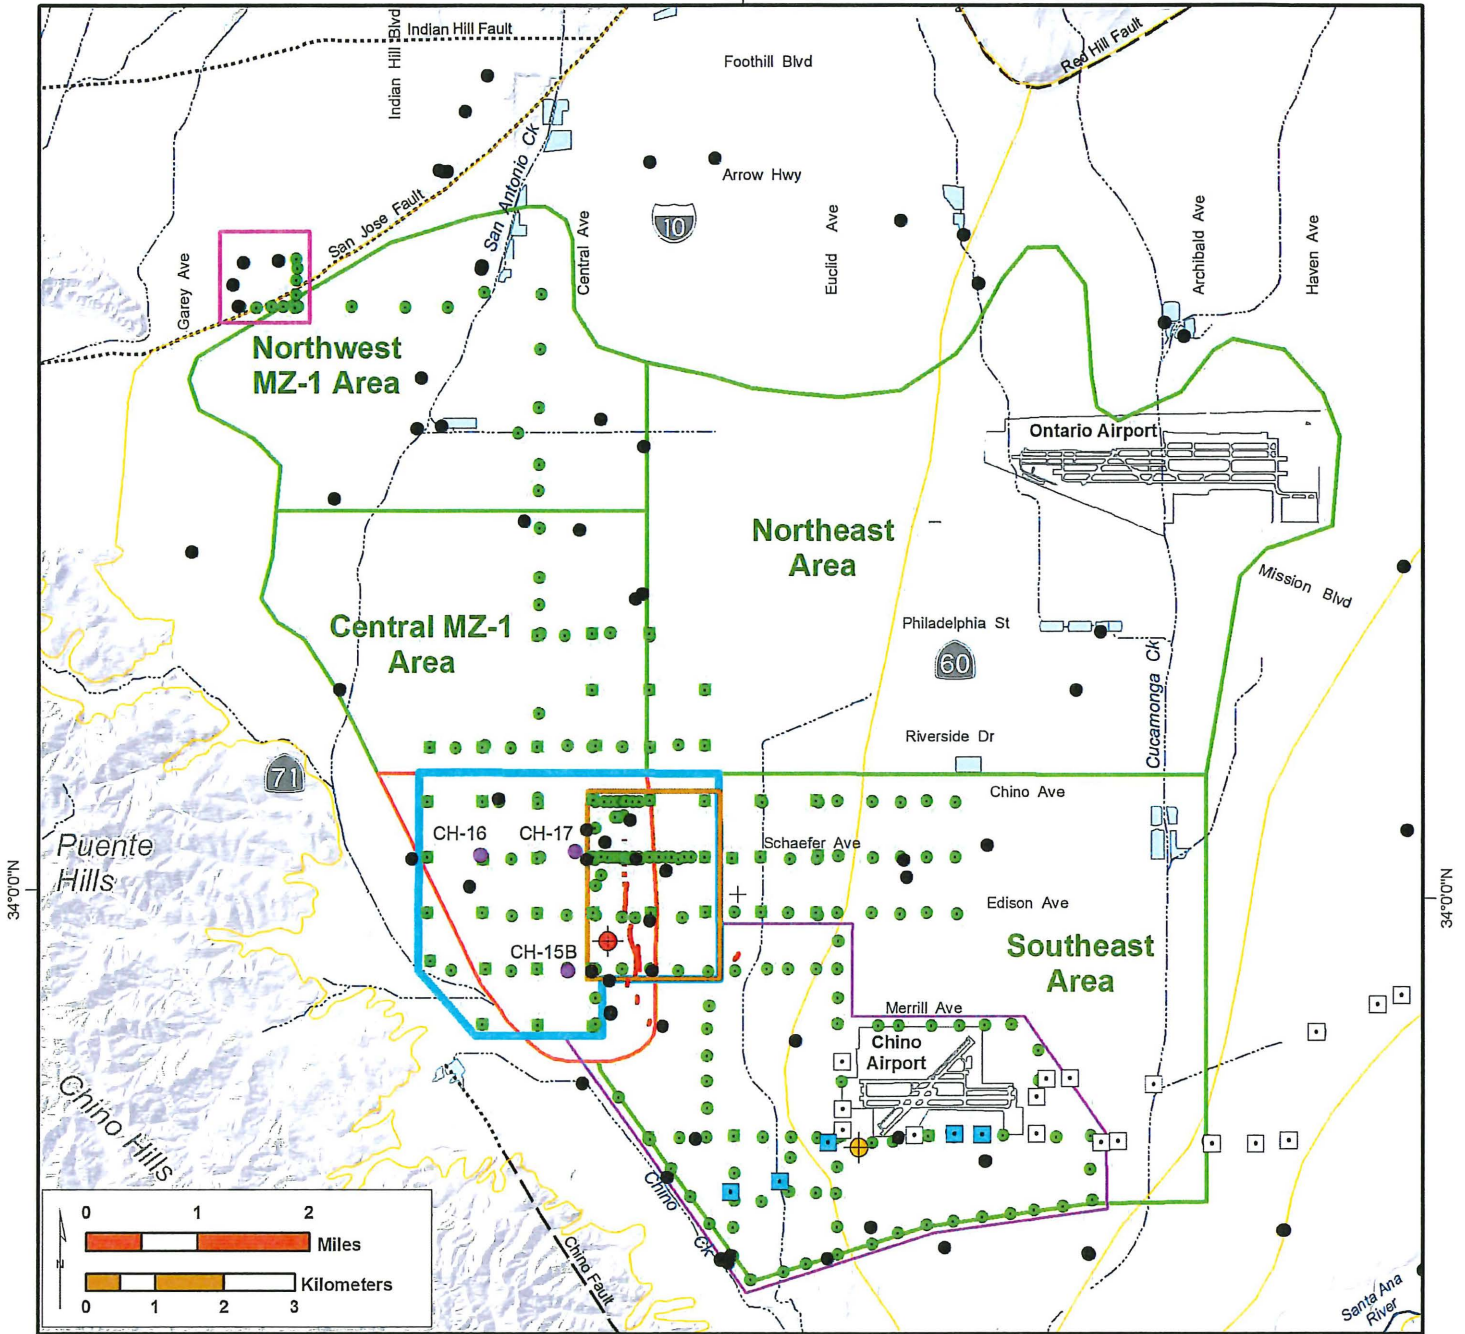 Indian Hill Blvd
Indian Hill Fault
Foothill Blvd
Red Hill Fault
San Antonio Ck
Arrow Hwy
San Jose Fault
10
Central Ave
Euclid Ave
Archibald Ave
Haven Ave
Garey Ave
Northwest
MZ-1 Area
Ontario Airport
Northeast
Area
Mission Blvd
Central MZ-1
Area
Philadelphia St
60
Cucamonga Ck
Riverside Dr
71
Chino Ave
CH-16
CH-17
Schaefer Ave
Puente
Hills
34°0'0"N
34°0'0"N
Edison Ave
CH-15B
Southeast
Area
Merrill Ave
Chino
Airport
Chino Hills
Chino Ck
Chino Fault
Santa Ana
River
N
0 1 2
Miles
Kilometers
0 1 2 3